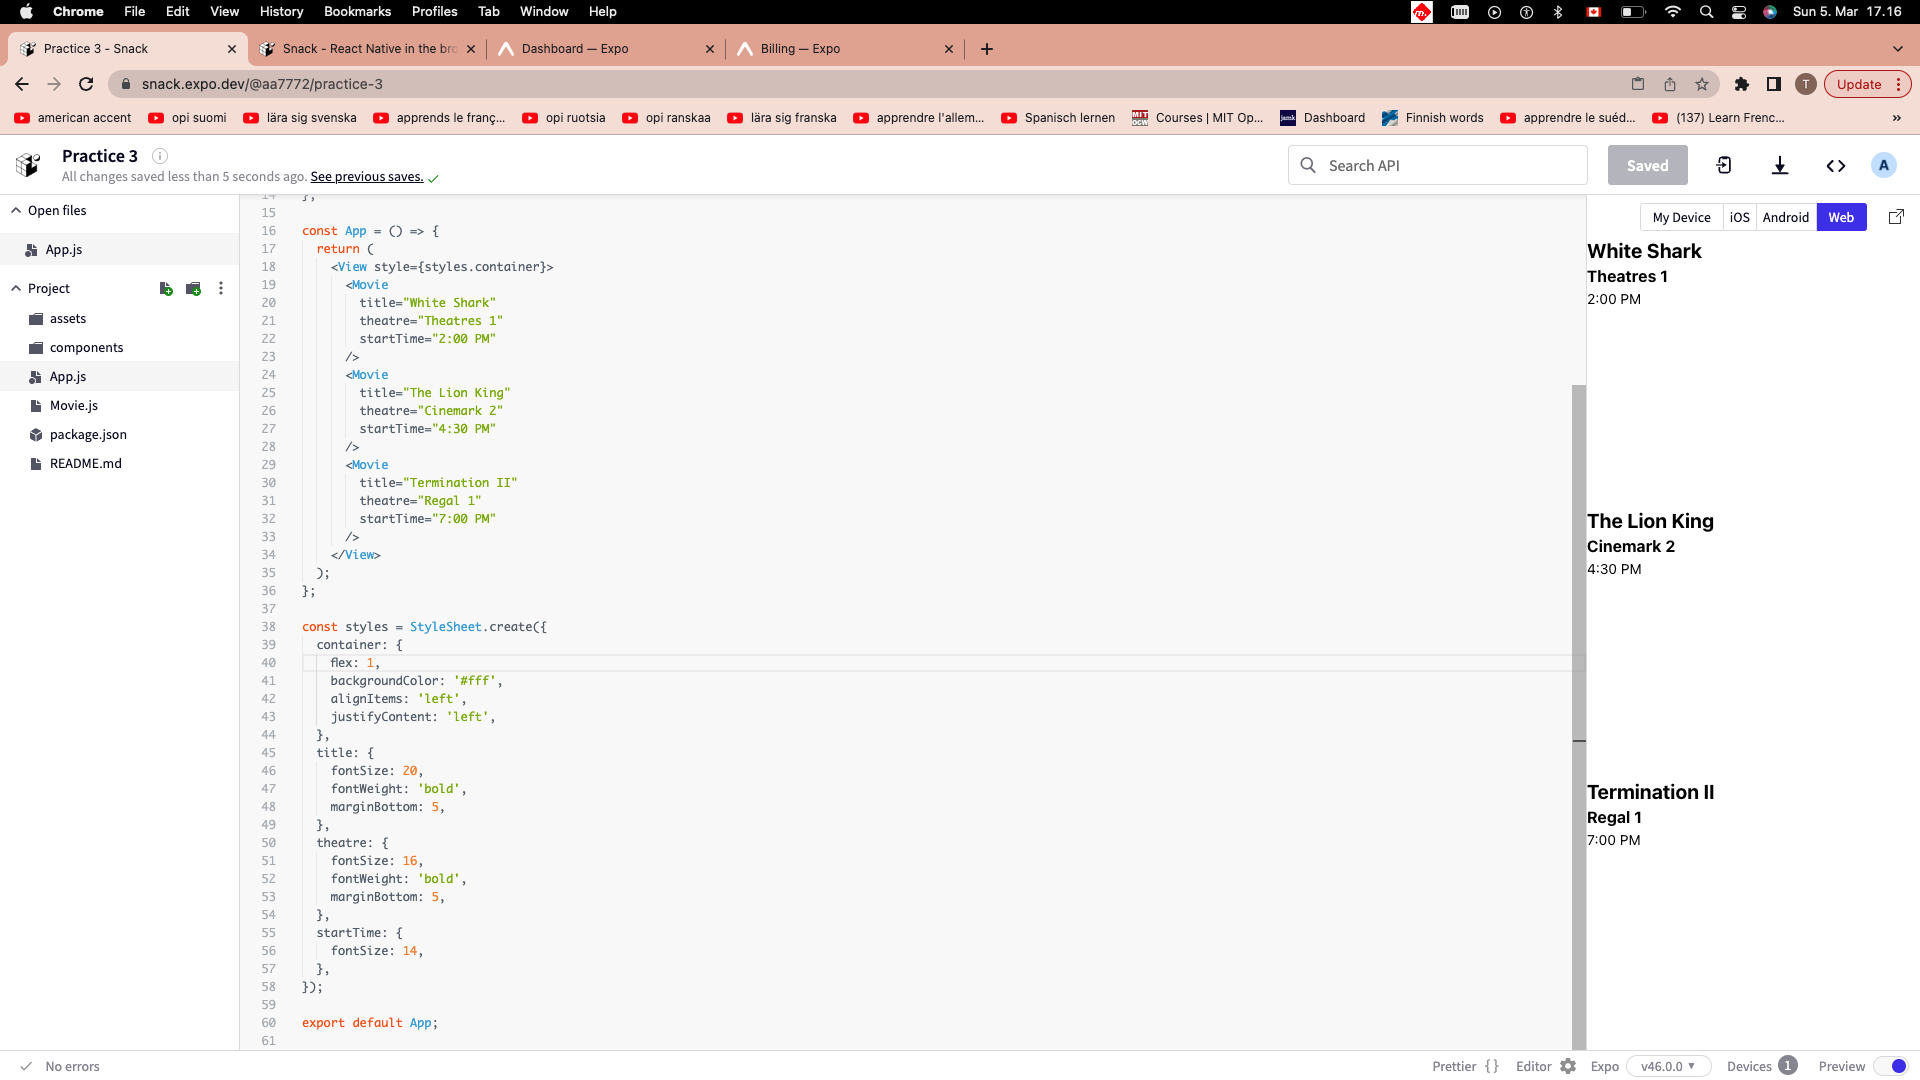 Chrome File Edit View History Bookmarks Profiles Tab Window Help Sun 5. Mar 17.16
Practice 3 - Snack
Snack - React Native in the bro
Dashboard — Expo
Billing — Expo
snack.expo.dev/@aa7772/practice-3
T
Update
american accent
opi suomi
lära sig svenska
apprends le franç...
opi ruotsia
opi ranskaa
lära sig franska
apprendre l'allem...
Spanisch lernen
Courses | MIT Op...
Dashboard
Finnish words
apprendre le suéd...
(137) Learn Frenc...
»
Practice 3
All changes saved less than 5 seconds ago. See previous saves.
Search API
Saved
A
Open files
App.js
Project
assets
components
App.js
Movie.js
package.json
README.md
14 };
15
16 const App = () => {
17 return (
18 <View style={styles.container}>
19 <Movie
20 title="White Shark"
21 theatre="Theatres 1"
22 startTime="2:00 PM"
23 />
24 <Movie
25 title="The Lion King"
26 theatre="Cinemark 2"
27 startTime="4:30 PM"
28 />
29 <Movie
30 title="Termination II"
31 theatre="Regal 1"
32 startTime="7:00 PM"
33 />
34 </View>
35 );
36 };
37
38 const styles = StyleSheet.create({
39 container: {
40 flex: 1,
41 backgroundColor: '#fff',
42 alignItems: 'left',
43 justifyContent: 'left',
44 },
45 title: {
46 fontSize: 20,
47 fontWeight: 'bold',
48 marginBottom: 5,
49 },
50 theatre: {
51 fontSize: 16,
52 fontWeight: 'bold',
53 marginBottom: 5,
54 },
55 startTime: {
56 fontSize: 14,
57 },
58 });
59
60 export default App;
61
My Device iOS Android Web
White Shark
Theatres 1
2:00 PM
The Lion King
Cinemark 2
4:30 PM
Termination II
Regal 1
7:00 PM
No errors
Prettier {} Editor Expo v46.0.0 Devices 1 Preview